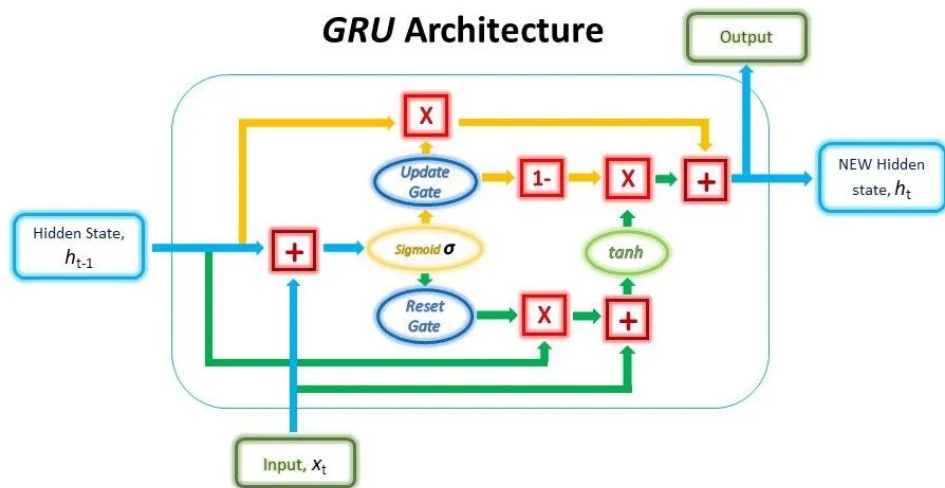 GRU Architecture
Output
X
Update
Gate
1-
X
+
NEW Hidden
state, hₜ
Hidden State,
hₜ₋₁
+
Sigmoid σ
tanh
Reset
Gate
X
+
Input, xₜ